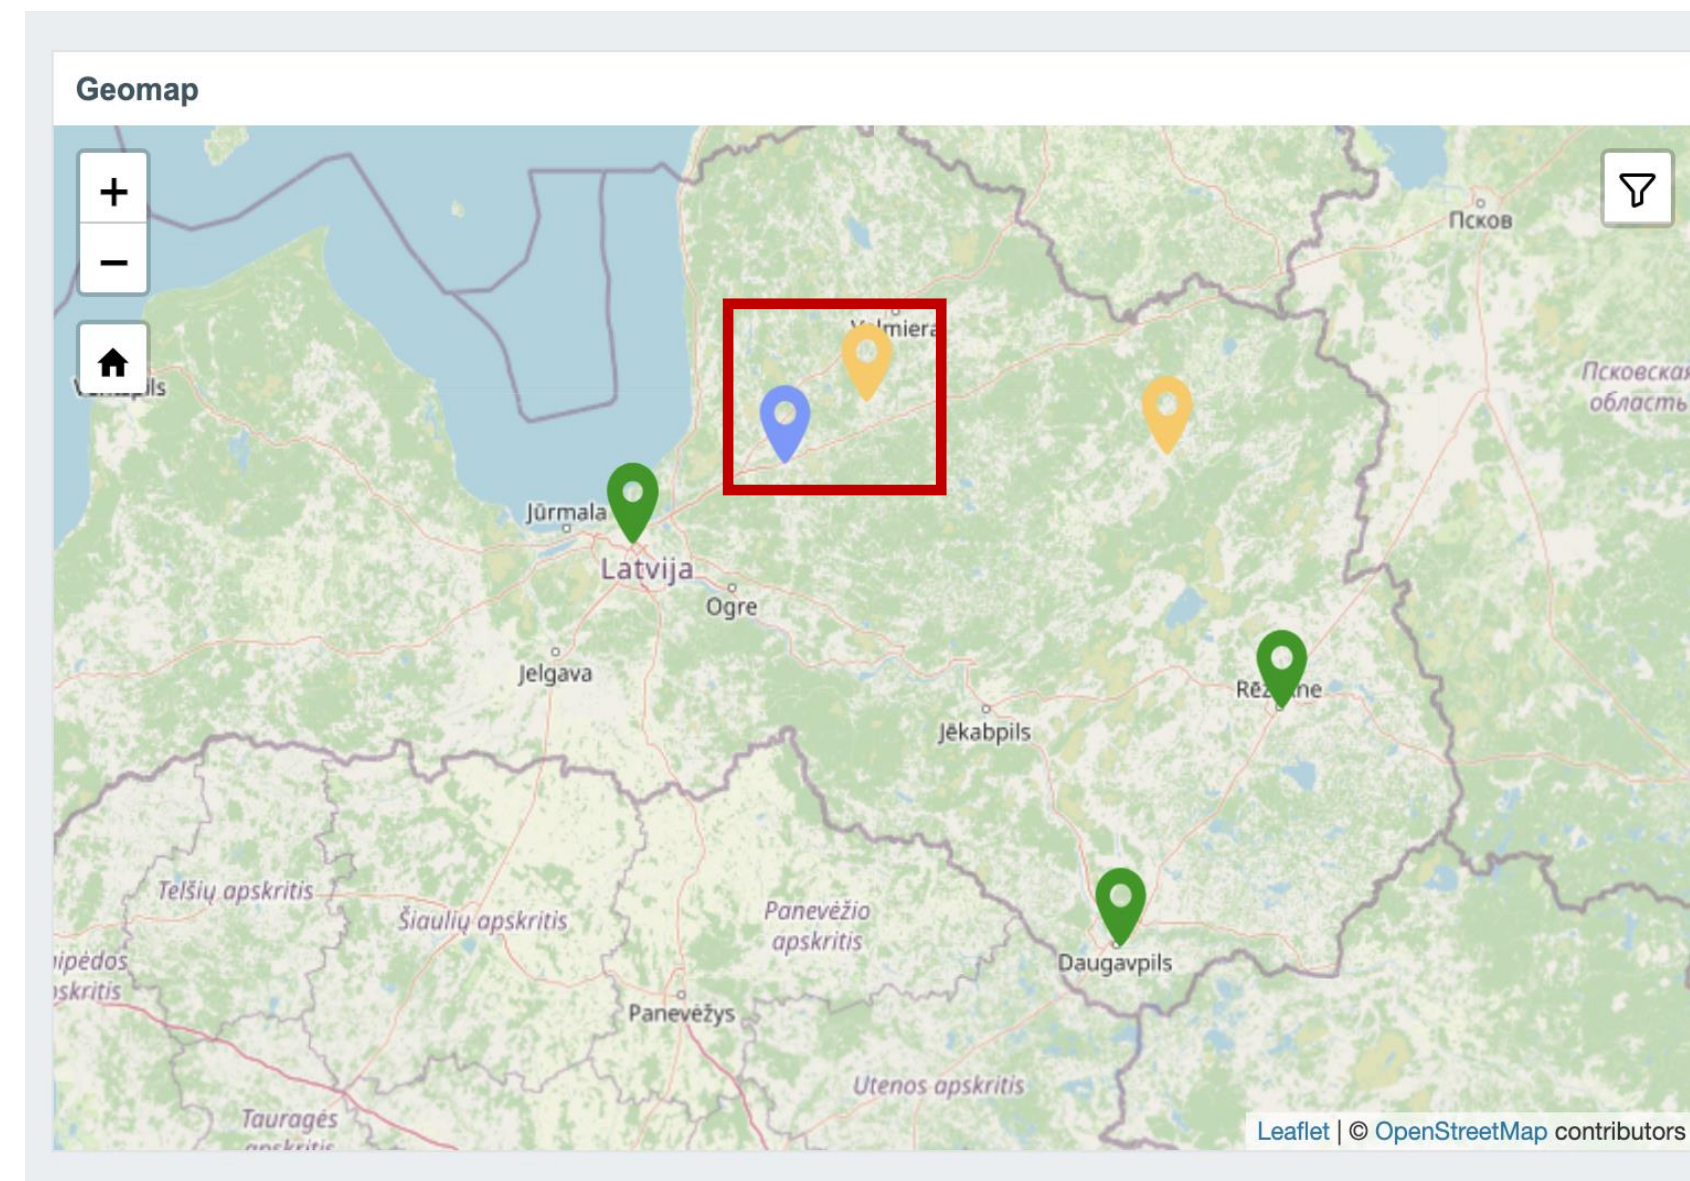 Geomap
+
−
Псков
Псковская
область
Jūrmala
Latvija
Ogre
Jelgava
Jēkabpils
Telšių apskritis
Šiaulių apskritis
Panevėžio
apskritis
Daugavpils
Panevėžys
Utenos apskritis
Tauragės
apskritis
Leaflet | © OpenStreetMap contributors